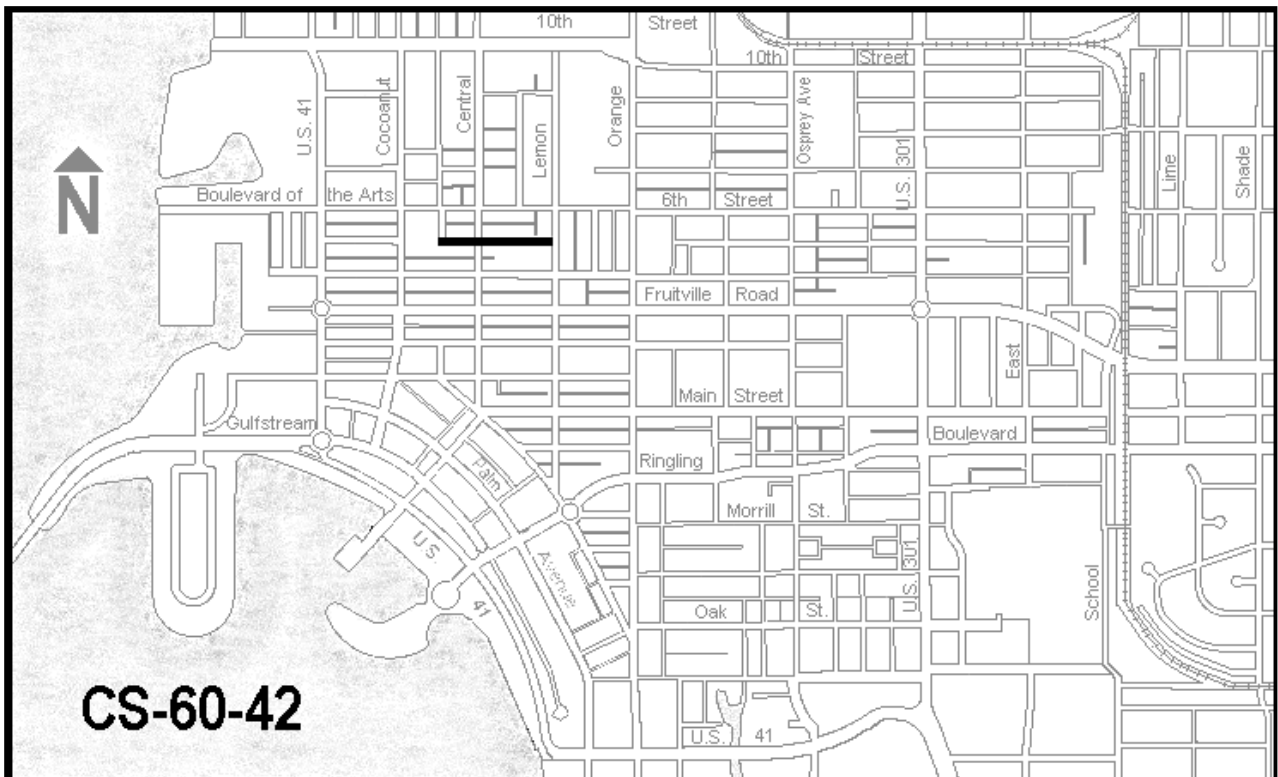 10th
Street
10th
Street
U.S. 41
Cocoanut
Central
Lemon
Orange
Osprey Ave
U.S. 301
Lime
Shade
N
Boulevard of
the Arts
6th
Street
Fruitville
Road
East
Main
Street
Gulfstream
Boulevard
Ringling
Palm
Morrill
St.
U.S.
41
Avenue
U.S. 301
School
Oak
St.
CS-60-42
U.S.
41